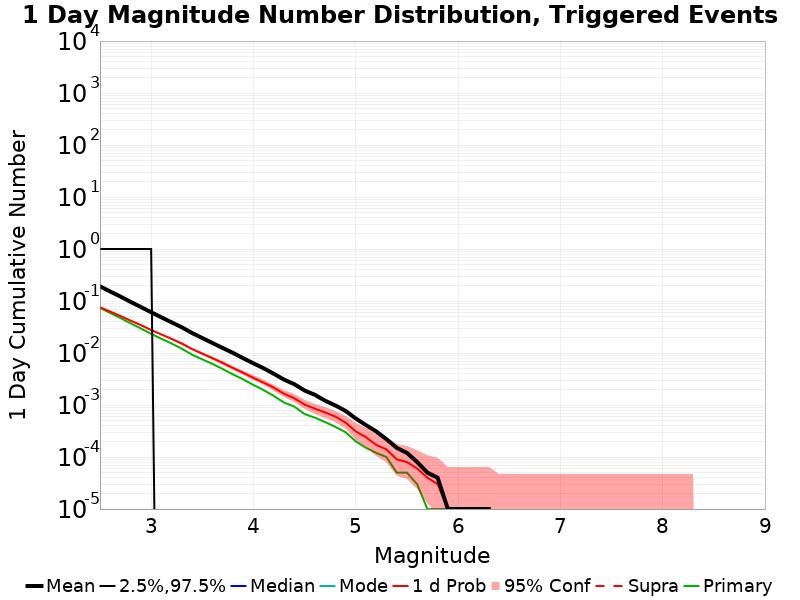 1 Day Magnitude Number Distribution, Triggered Events
1 Day Cumulative Number
10^4
10^3
10^2
10^1
10^0
10^-1
10^-2
10^-3
10^-4
10^-5
3 4 5 6 7 8 9
Magnitude
Mean 2.5%,97.5% Median Mode 1 d Prob 95% Conf Supra Primary